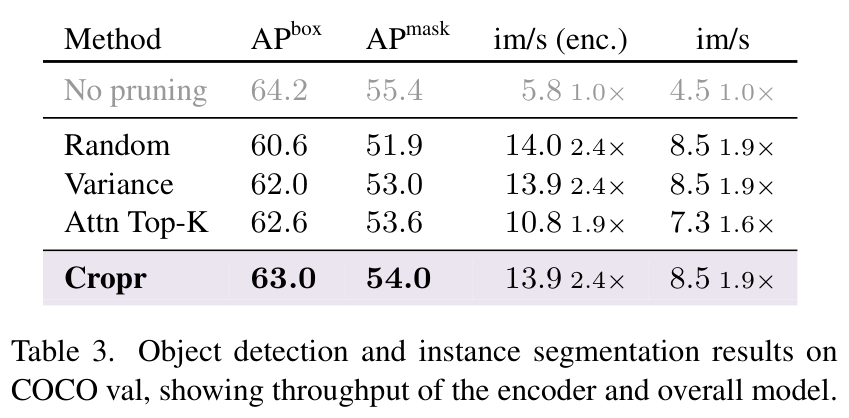 Method AP^box AP^mask im/s (enc.) im/s
No pruning 64.2 55.4 5.8 1.0× 4.5 1.0×
Random 60.6 51.9 14.0 2.4× 8.5 1.9×
Variance 62.0 53.0 13.9 2.4× 8.5 1.9×
Attn Top-K 62.6 53.6 10.8 1.9× 7.3 1.6×
Cropr 63.0 54.0 13.9 2.4× 8.5 1.9×
Table 3. Object detection and instance segmentation results on
COCO val, showing throughput of the encoder and overall model.